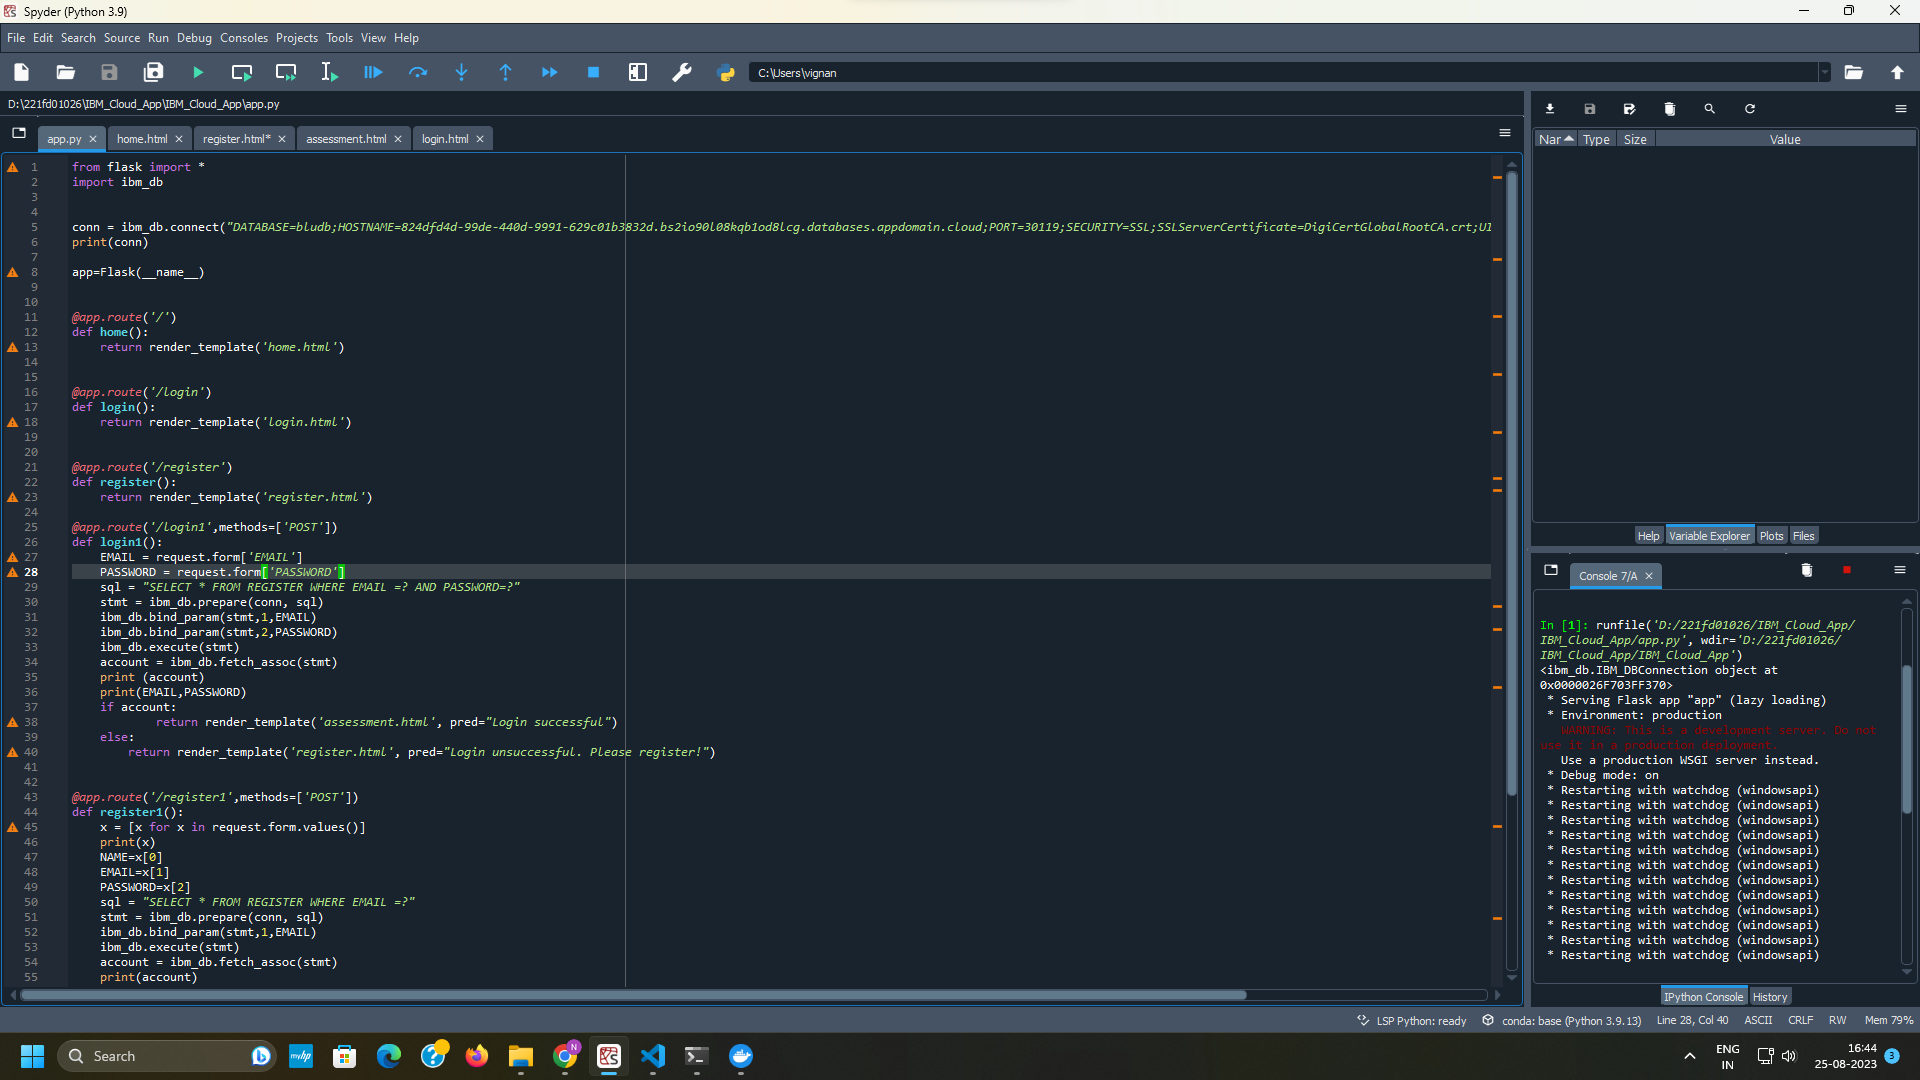 Spyder (Python 3.9)
File Edit Search Source Run Debug Consoles Projects Tools View Help
C:\Users\vignan
D:\221fd01026\IBM_Cloud_App\IBM_Cloud_App\app.py
app.py home.html register.html* assessment.html login.html
1 from flask import *
2 import ibm_db
3
4
5 conn = ibm_db.connect("DATABASE=bludb;HOSTNAME=824dfd4d-99de-440d-9991-629c01b3832d.bs2io90l08kqb1od8lcg.databases.appdomain.cloud;PORT=30119;SECURITY=SSL;SSLServerCertificate=DigiCertGlobalRootCA.crt;UI
6 print(conn)
7
8 app=Flask(__name__)
9
10
11 @app.route('/')
12 def home():
13     return render_template('home.html')
14
15
16 @app.route('/login')
17 def login():
18     return render_template('login.html')
19
20
21 @app.route('/register')
22 def register():
23     return render_template('register.html')
24
25 @app.route('/login1',methods=['POST'])
26 def login1():
27     EMAIL = request.form['EMAIL']
28     PASSWORD = request.form['PASSWORD']
29     sql = "SELECT * FROM REGISTER WHERE EMAIL =? AND PASSWORD=?"
30     stmt = ibm_db.prepare(conn, sql)
31     ibm_db.bind_param(stmt,1,EMAIL)
32     ibm_db.bind_param(stmt,2,PASSWORD)
33     ibm_db.execute(stmt)
34     account = ibm_db.fetch_assoc(stmt)
35     print (account)
36     print(EMAIL,PASSWORD)
37     if account:
38             return render_template('assessment.html', pred="Login successful")
39     else:
40         return render_template('register.html', pred="Login unsuccessful. Please register!")
41
42
43 @app.route('/register1',methods=['POST'])
44 def register1():
45     x = [x for x in request.form.values()]
46     print(x)
47     NAME=x[0]
48     EMAIL=x[1]
49     PASSWORD=x[2]
50     sql = "SELECT * FROM REGISTER WHERE EMAIL =?"
51     stmt = ibm_db.prepare(conn, sql)
52     ibm_db.bind_param(stmt,1,EMAIL)
53     ibm_db.execute(stmt)
54     account = ibm_db.fetch_assoc(stmt)
55     print(account)
Nar Type Size Value
Help Variable Explorer Plots Files
Console 7/A
In [1]: runfile('D:/221fd01026/IBM_Cloud_App/
IBM_Cloud_App/app.py', wdir='D:/221fd01026/
IBM_Cloud_App/IBM_Cloud_App')
<ibm_db.IBM_DBConnection object at
0x0000026F703FF370>
* Serving Flask app "app" (lazy loading)
* Environment: production
WARNING: This is a development server. Do not
use it in a production deployment.
Use a production WSGI server instead.
* Debug mode: on
* Restarting with watchdog (windowsapi)
* Restarting with watchdog (windowsapi)
* Restarting with watchdog (windowsapi)
* Restarting with watchdog (windowsapi)
* Restarting with watchdog (windowsapi)
* Restarting with watchdog (windowsapi)
* Restarting with watchdog (windowsapi)
* Restarting with watchdog (windowsapi)
* Restarting with watchdog (windowsapi)
* Restarting with watchdog (windowsapi)
* Restarting with watchdog (windowsapi)
* Restarting with watchdog (windowsapi)
IPython Console History
LSP Python: ready conda: base (Python 3.9.13) Line 28, Col 40 ASCII CRLF RW Mem 79%
Search
myhp
N
ENG
IN
16:44
25-08-2023
3